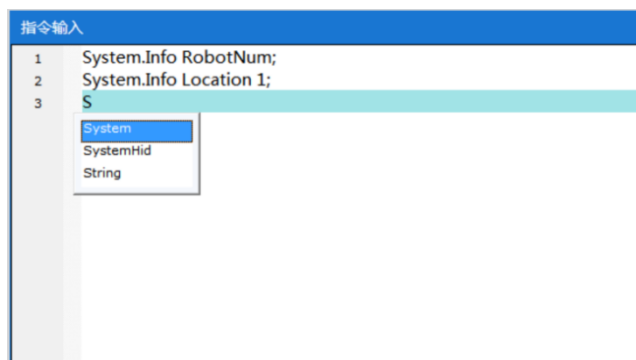 指令输入
1 System.Info RobotNum;
2 System.Info Location 1;
3 S
System
SystemHid
String